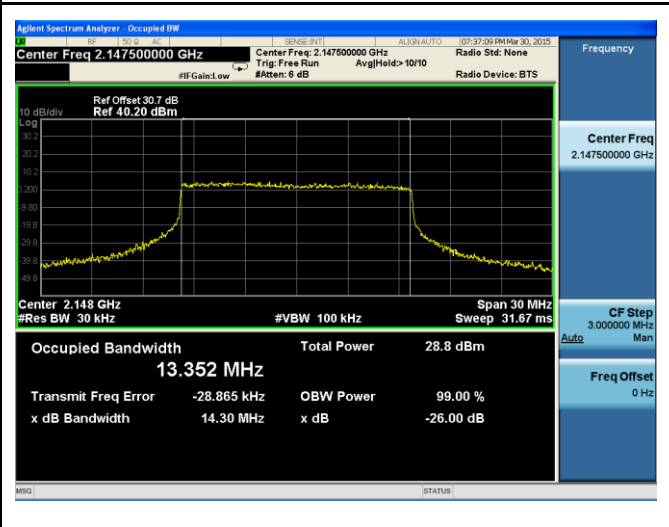 Agilent Spectrum Analyzer - Occupied BW
RF 50 Ω AC SENSE:INT ALIGN AUTO 07:37:09 PM Mar 30, 2015
Center Freq 2.147500000 GHz
Center Freq: 2.147500000 GHz Radio Std: None
Trig: Free Run Avg|Hold:> 10/10
#IFGain:Low #Atten: 6 dB Radio Device: BTS
Frequency
Ref Offset 30.7 dB
10 dB/div Ref 40.20 dBm
Log
30.2
20.2
10.2
0.200
-9.80
-19.8
-29.8
-39.8
-49.8
Center 2.148 GHz Span 30 MHz
#Res BW 30 kHz #VBW 100 kHz Sweep 31.67 ms
Occupied Bandwidth Total Power 28.8 dBm
13.352 MHz
Transmit Freq Error -28.865 kHz OBW Power 99.00 %
x dB Bandwidth 14.30 MHz x dB -26.00 dB
Center Freq
2.147500000 GHz
CF Step
3.000000 MHz
Auto Man
Freq Offset
0 Hz
MSG STATUS